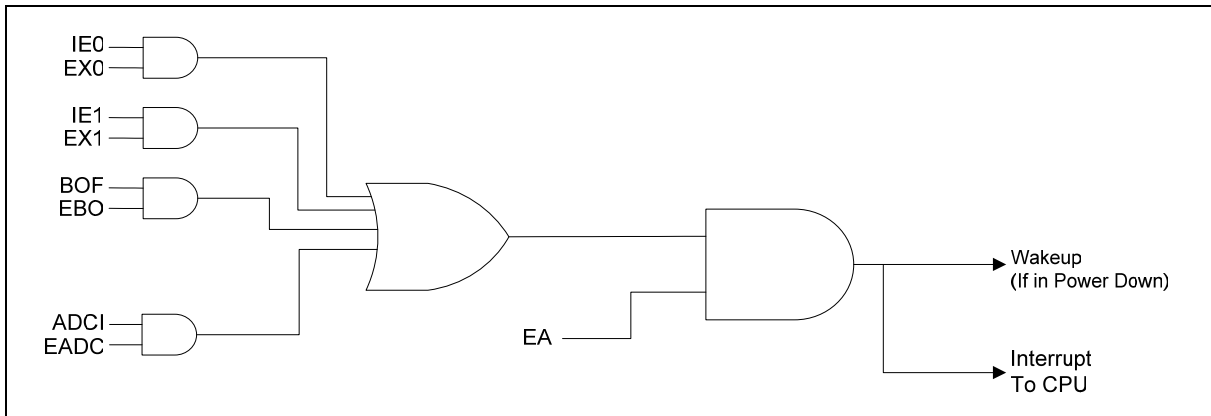 IE0
EX0
IE1
EX1
BOF
EBO
ADCI
EADC
EA
Wakeup
(If in Power Down)
Interrupt
To CPU